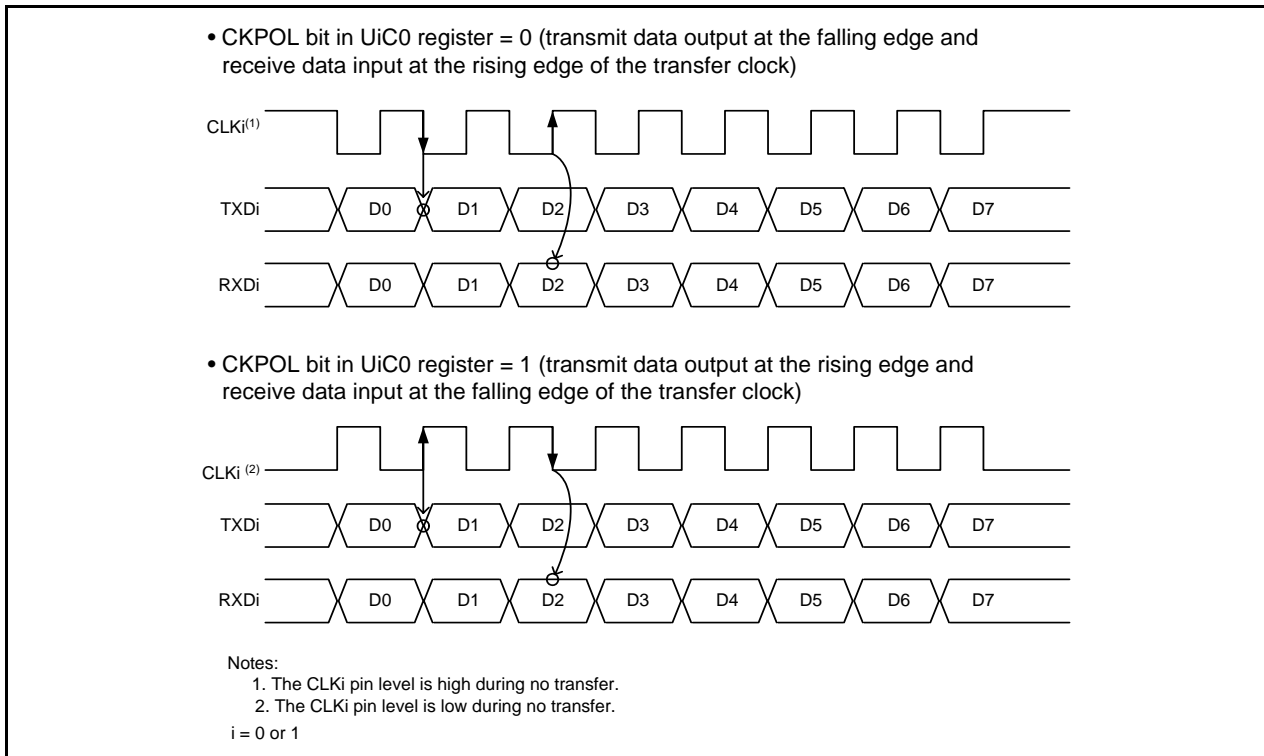 • CKPOL bit in UiC0 register = 0 (transmit data output at the falling edge and
receive data input at the rising edge of the transfer clock)
CLKi(1)
TXDi D0 D1 D2 D3 D4 D5 D6 D7
RXDi D0 D1 D2 D3 D4 D5 D6 D7
• CKPOL bit in UiC0 register = 1 (transmit data output at the rising edge and
receive data input at the falling edge of the transfer clock)
CLKi (2)
TXDi D0 D1 D2 D3 D4 D5 D6 D7
RXDi D0 D1 D2 D3 D4 D5 D6 D7
Notes:
1. The CLKi pin level is high during no transfer.
2. The CLKi pin level is low during no transfer.
i = 0 or 1